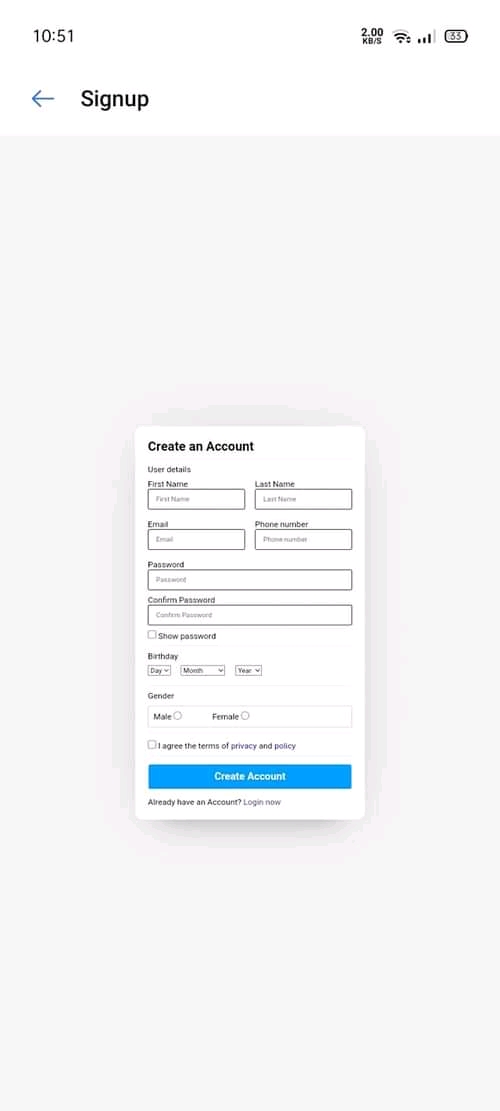 10:51 2.00 KB/S 33
Signup
Create an Account
User details
First Name Last Name
First Name Last Name
Email Phone number
Email Phone number
Password
Password
Confirm Password
Confirm Password
Show password
Birthday
Day Month Year
Gender
Male Female
I agree the terms of privacy and policy
Create Account
Already have an Account? Login now